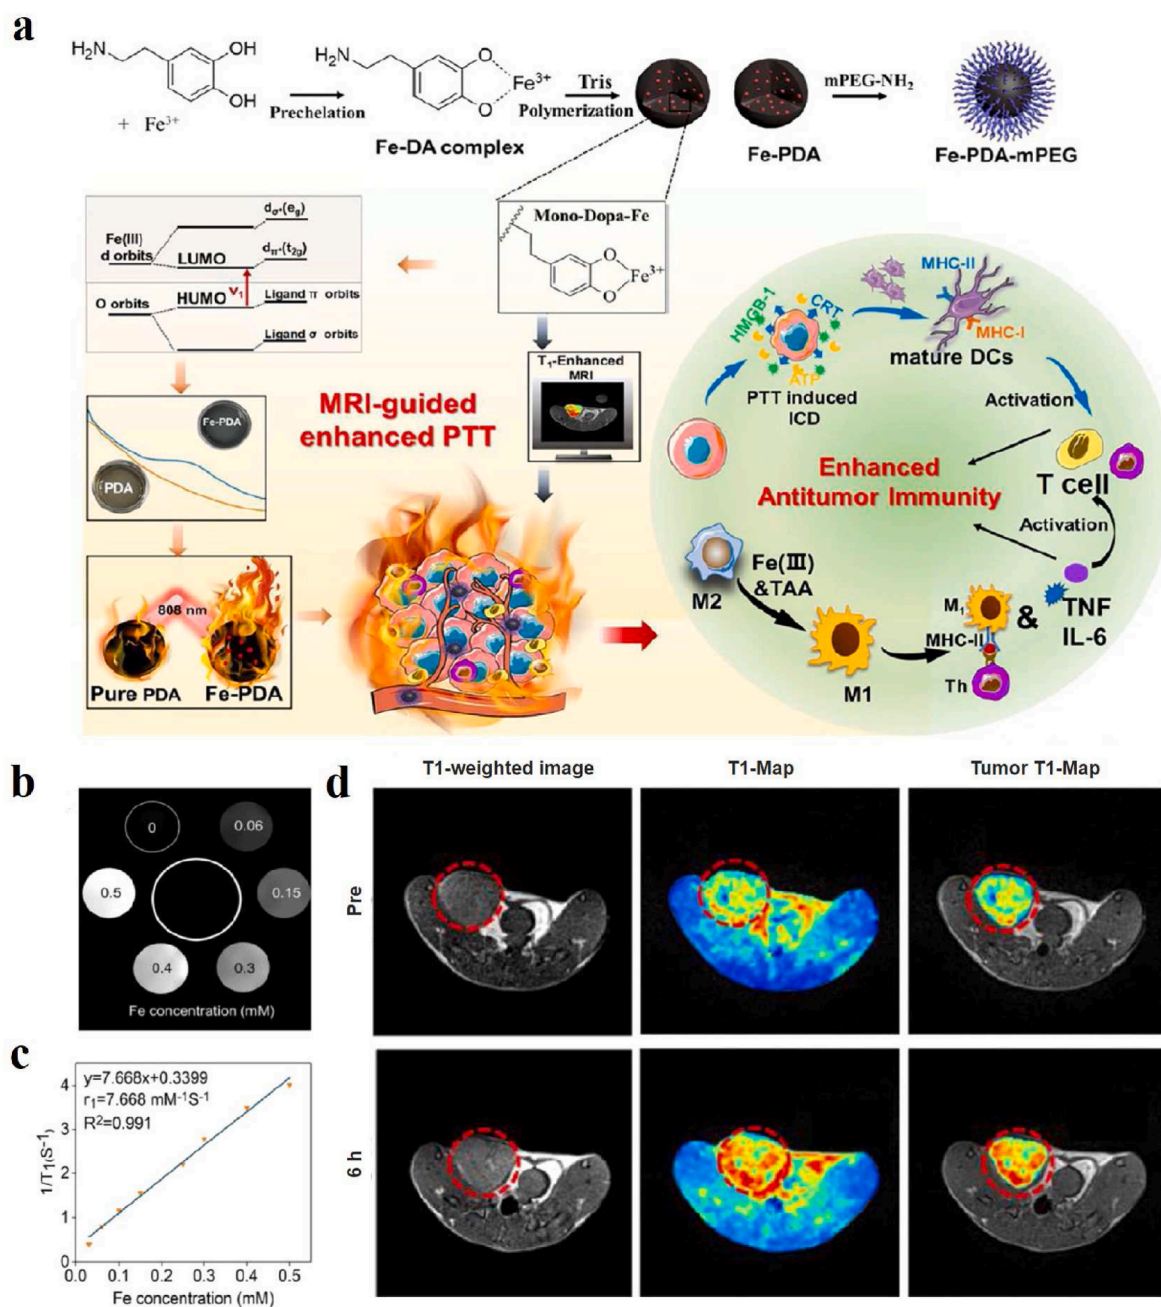 a
H₂N
OH
OH
+ Fe³⁺
Prechelation
H₂N
O
O
Fe³⁺
Fe-DA complex
Tris
Polymerization
Fe-PDA
mPEG-NH₂
Fe-PDA-mPEG
Fe(III)
d orbits
LUMO
dσ*(eg)
dπ*(t2g)
O orbits
HUMO
V₁
Ligand π orbits
Ligand σ orbits
Mono-Dopa-Fe
O
O
Fe³⁺
T₁-Enhanced
MRI
Fe-PDA
PDA
MRI-guided
enhanced PTT
808 nm
Pure PDA
Fe-PDA
HMGB-1
CRT
ATP
PTT induced
ICD
MHC-II
MHC-I
mature DCs
Activation
T cell
Enhanced
Antitumor Immunity
Activation
M2
Fe(III)
&TAA
M1
M₁
MHC-II
Th
&
TNF
IL-6
b
0
0.06
0.5
0.15
0.4
0.3
Fe concentration (mM)
c
y=7.668x+0.3399
r₁=7.668 mM⁻¹S⁻¹
R²=0.991
1/T₁(S⁻¹)
4
3
2
1
0
0.0 0.1 0.2 0.3 0.4 0.5
Fe concentration (mM)
d
T1-weighted image
T1-Map
Tumor T1-Map
Pre
6 h